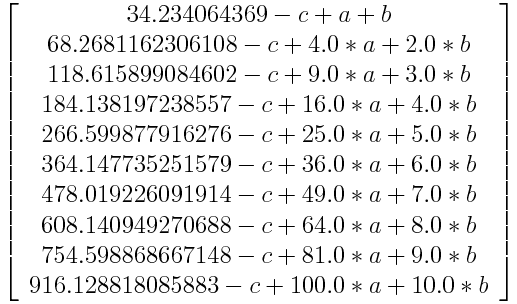 34.234064369 − c + a + b
68.2681162306108 − c + 4.0 ∗ a + 2.0 ∗ b
118.615899084602 − c + 9.0 ∗ a + 3.0 ∗ b
184.138197238557 − c + 16.0 ∗ a + 4.0 ∗ b
266.599877916276 − c + 25.0 ∗ a + 5.0 ∗ b
364.147735251579 − c + 36.0 ∗ a + 6.0 ∗ b
478.019226091914 − c + 49.0 ∗ a + 7.0 ∗ b
608.140949270688 − c + 64.0 ∗ a + 8.0 ∗ b
754.598868667148 − c + 81.0 ∗ a + 9.0 ∗ b
916.128818085883 − c + 100.0 ∗ a + 10.0 ∗ b